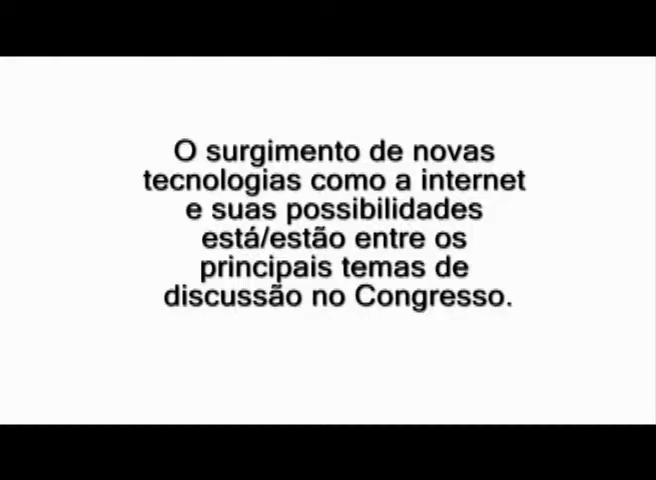 O surgimento de novas
tecnologias como a internet
e suas possibilidades
está/estão entre os
principais temas de
discussão no Congresso.